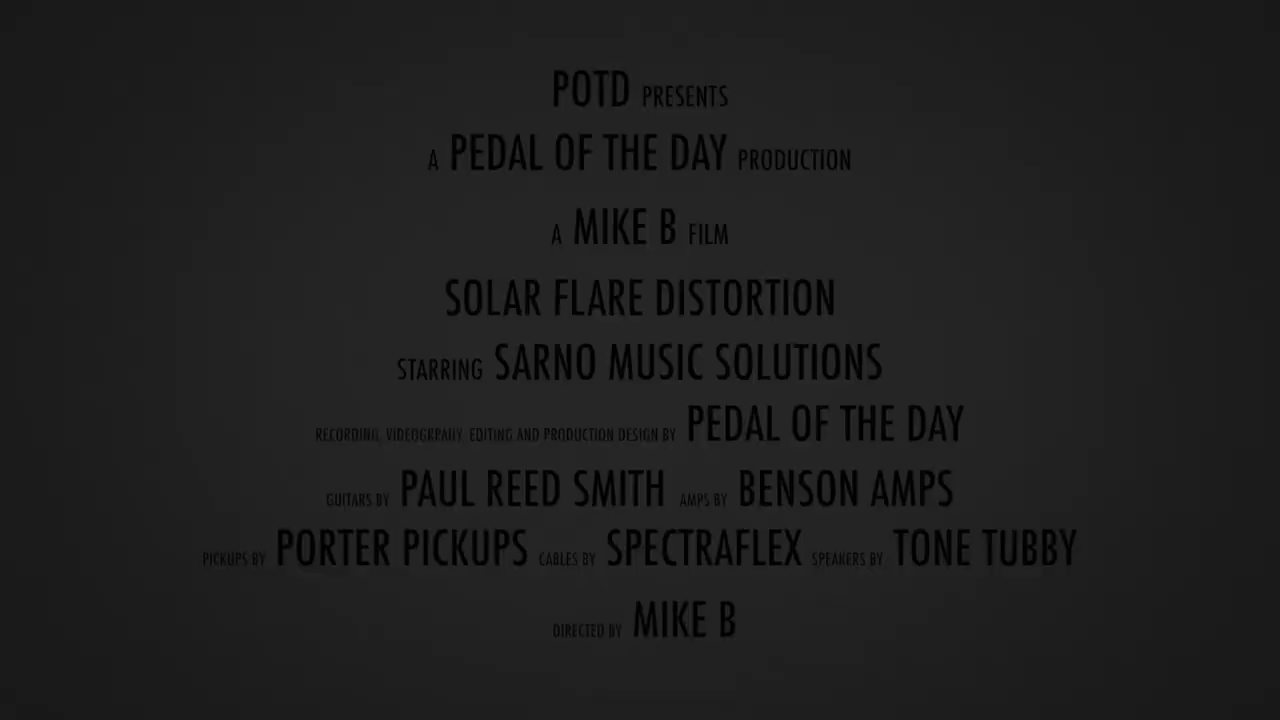 POTD PRESENTS
A PEDAL OF THE DAY PRODUCTION
A MIKE B FILM
SOLAR FLARE DISTORTION
STARRING SARNO MUSIC SOLUTIONS
RECORDING, VIDEOGRPAHY, EDITING AND PRODUCTION DESIGN BY PEDAL OF THE DAY
GUITARS BY PAUL REED SMITH AMPS BY BENSON AMPS
PICKUPS BY PORTER PICKUPS CABLES BY SPECTRAFLEX SPEAKERS BY TONE TUBBY
DIRECTED BY MIKE B